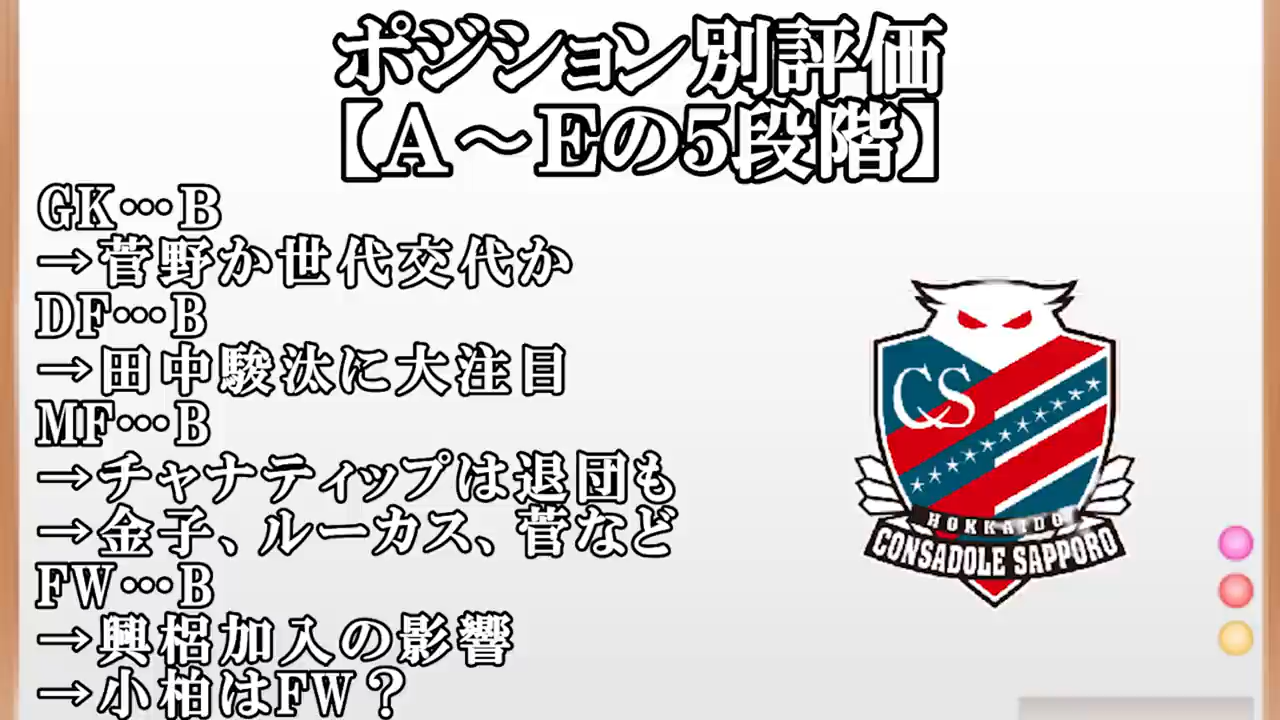 ポジション別評価
【A～Eの5段階】
GK…B
→菅野か世代交代か
DF…B
→田中駿汰に大注目
MF…B
→チャナティップは退団も
→金子、ルーカス、菅など
FW…B
→興梠加入の影響
→小柏はFW？
CS
HOKKAIDO
CONSADOLE SAPPORO